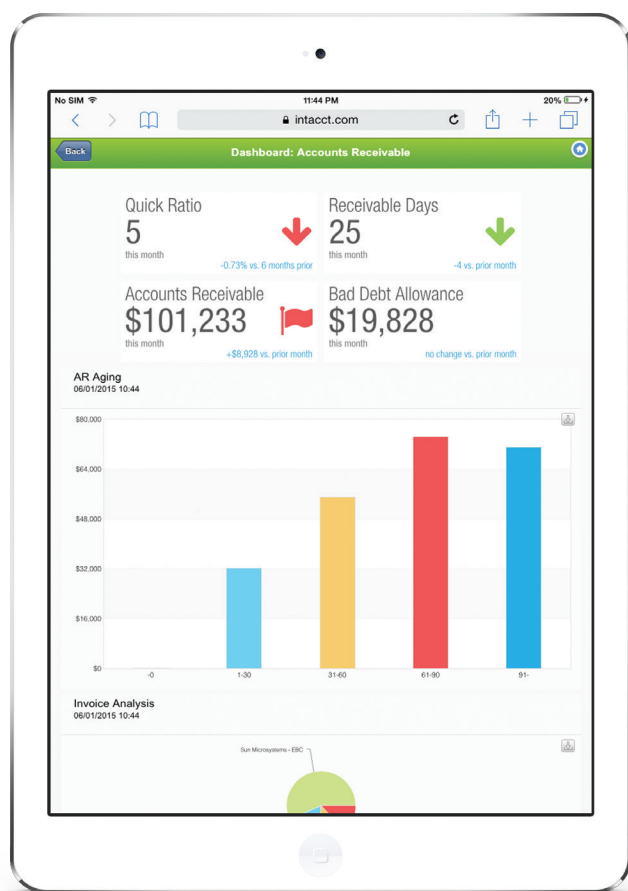 No SIM
11:44 PM
20%
intacct.com
Back
Dashboard: Accounts Receivable
Quick Ratio
5
this month
-0.73% vs. 6 months prior
Receivable Days
25
this month
-4 vs. prior month
Accounts Receivable
$101,233
this month
+$8,928 vs. prior month
Bad Debt Allowance
$19,828
this month
no change vs. prior month
AR Aging
06/01/2015 10:44
$80,000
$64,000
$48,000
$32,000
$16,000
$0
-0
1-30
31-60
61-90
91-
Invoice Analysis
06/01/2015 10:44
Sun Microsystems - EBC